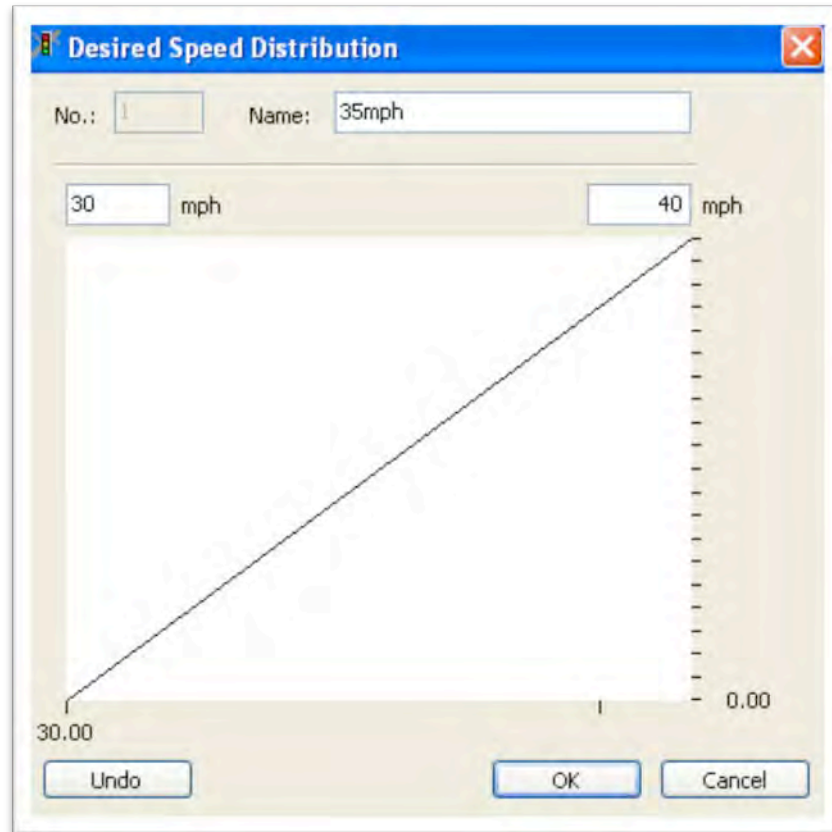 Desired Speed Distribution
No.: 1 Name: 35mph
30 mph 40 mph
0.00
30.00
Undo OK Cancel